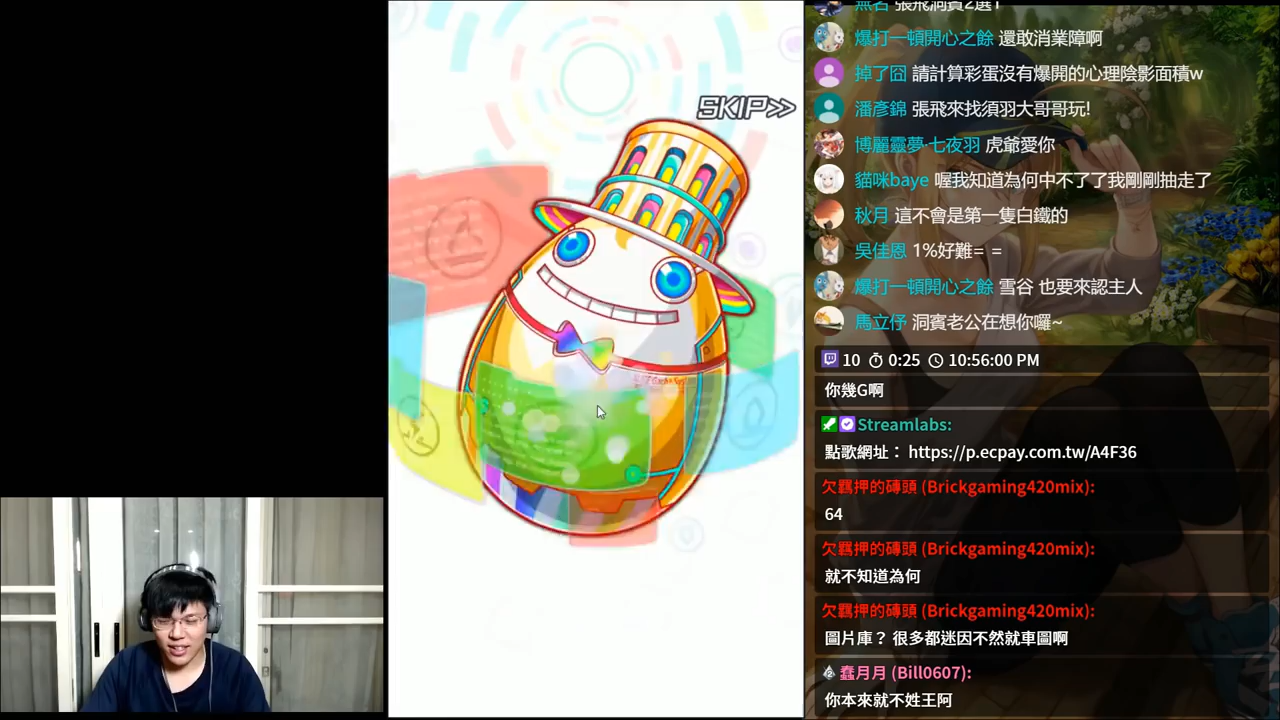 無名 張飛洞賓2選1
爆打一頓開心之餘 還敢消業障啊
掉了囧 請計算彩蛋沒有爆開的心理陰影面積w
潘彥錦 張飛來找須羽大哥哥玩!
博麗靈夢·七夜羽 虎爺愛你
貓咪baye 喔我知道為何中不了了我剛剛抽走了
秋月 這不會是第一隻白鐵的
吳佳恩 1%好難= =
爆打一頓開心之餘 雪谷 也要來認主人
馬立伃 洞賓老公在想你囉~
SKIP>>
10 0:25 10:56:00 PM
你幾G啊
Streamlabs:
點歌網址： https://p.ecpay.com.tw/A4F36
欠羈押的磚頭 (Brickgaming420mix):
64
欠羈押的磚頭 (Brickgaming420mix):
就不知道為何
欠羈押的磚頭 (Brickgaming420mix):
圖片庫？ 很多都迷因不然就車圖啊
蠢月月 (Bill0607):
你本來就不姓王阿